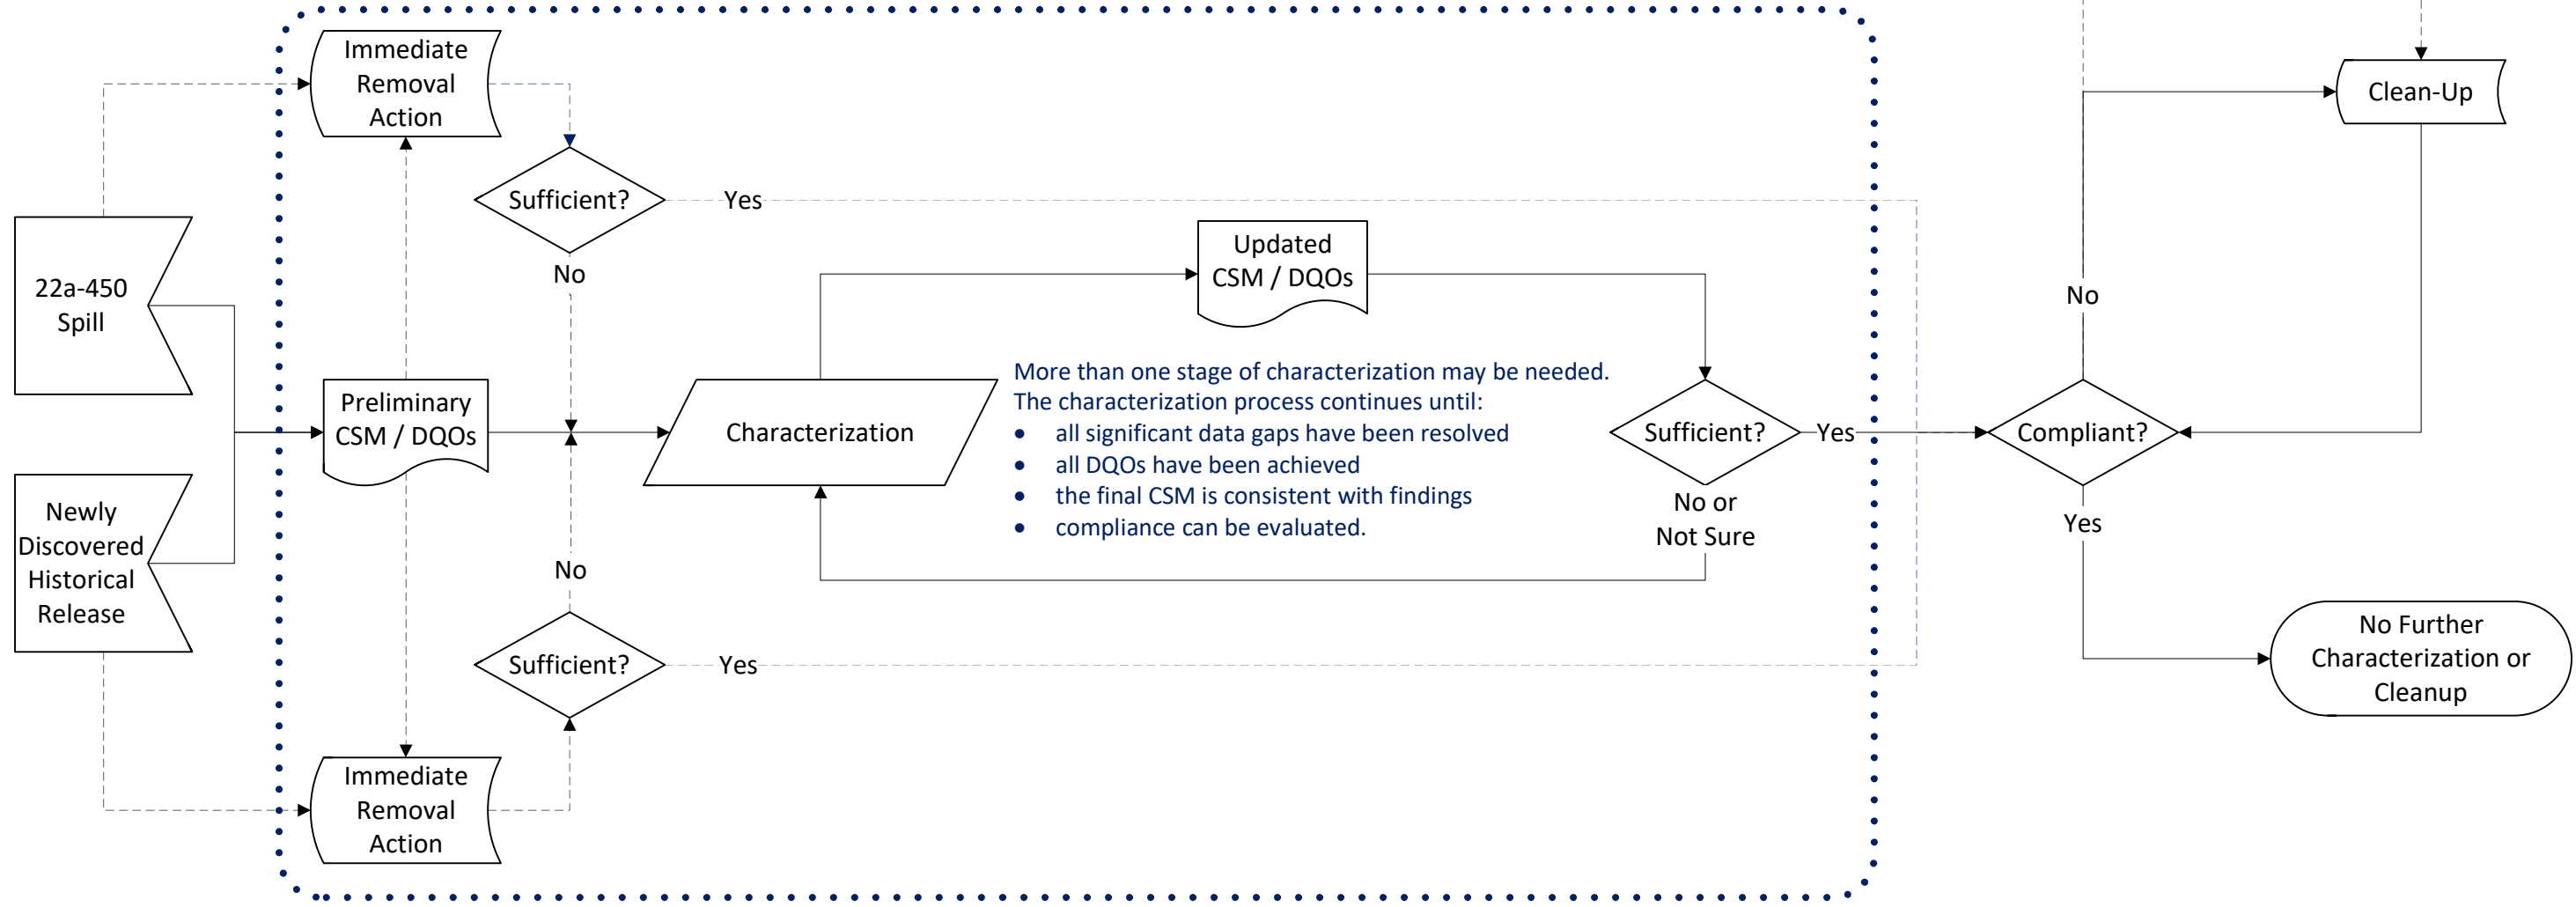 Immediate
Removal
Action
Clean-Up
Sufficient?
Yes
No
22a-450
Spill
Updated
CSM / DQOs
No
Preliminary
CSM / DQOs
Characterization
More than one stage of characterization may be needed.
The characterization process continues until:
• all significant data gaps have been resolved
• all DQOs have been achieved
• the final CSM is consistent with findings
• compliance can be evaluated.
Sufficient?
Yes
Compliant?
No or
Not Sure
Yes
Newly
Discovered
Historical
Release
No
Sufficient?
Yes
No Further
Characterization or
Cleanup
Immediate
Removal
Action